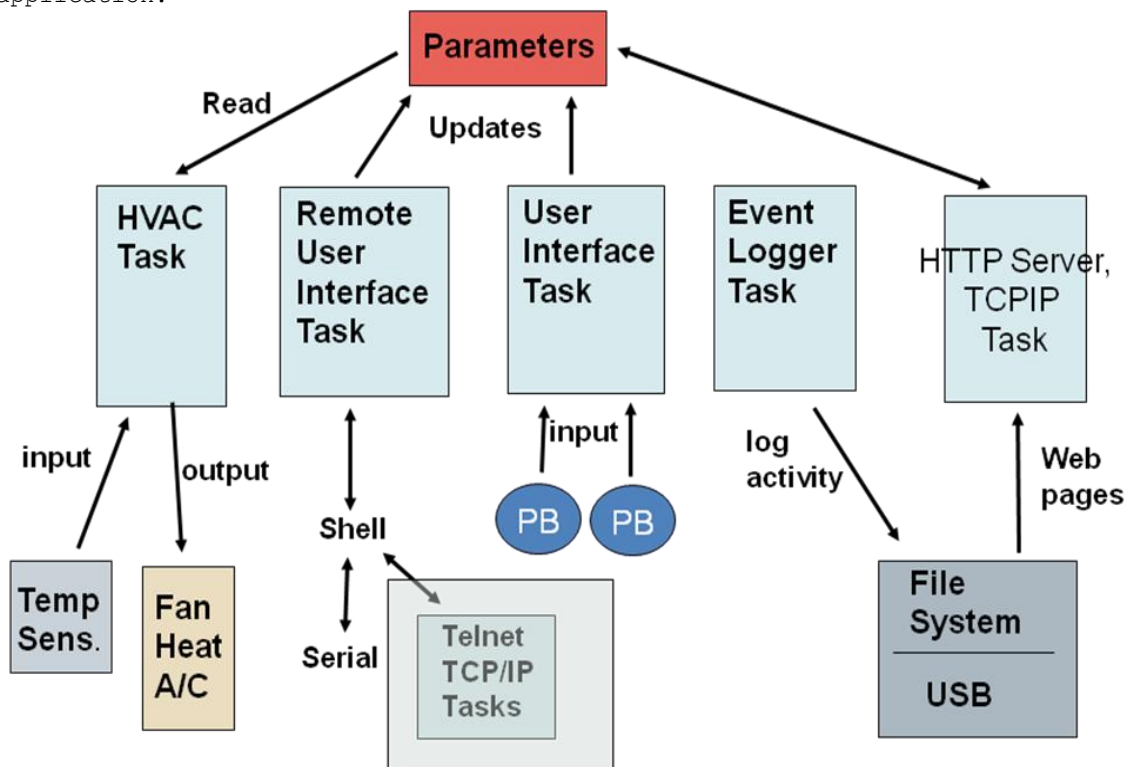 application.
Parameters
Read
Updates
HVAC
Task
Remote
User
Interface
Task
User
Interface
Task
Event
Logger
Task
HTTP Server,
TCPIP
Task
input
output
input
log
activity
Web
pages
PB
PB
Shell
Serial
Temp
Sens.
Fan
Heat
A/C
Telnet
TCP/IP
Tasks
File
System
USB